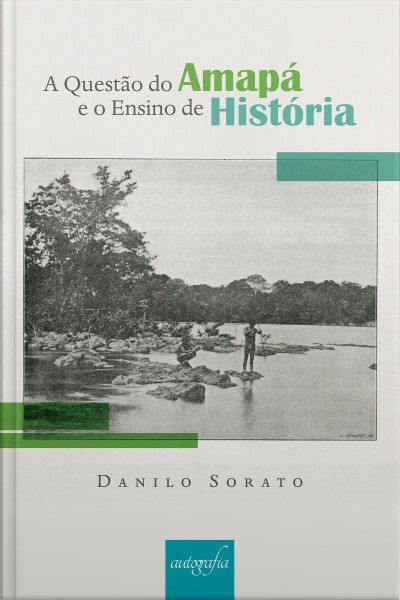 A Questão do Amapá
e o Ensino de História
DANILO SORATO
autografia